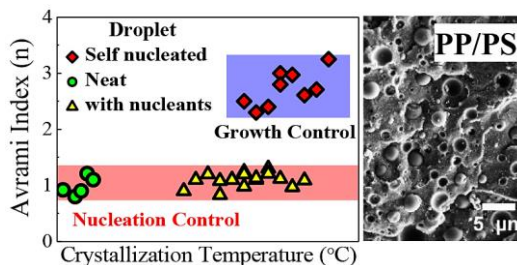 4
3
2
1
0
Avrami Index (n)
Droplet
Self nucleated
Neat
with nucleants
Growth Control
Nucleation Control
Crystallization Temperature (°C)
PP/PS
5 µm